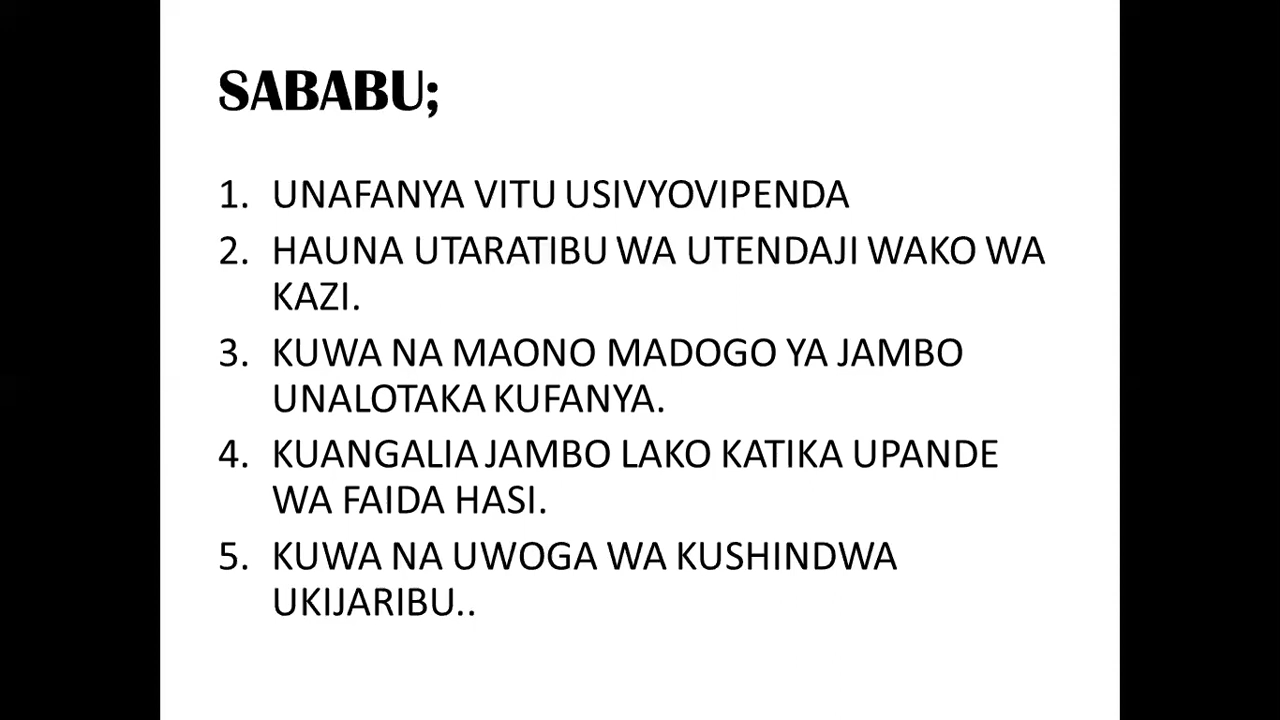 SABABU;
1. UNAFANYA VITU USIVYOVIPENDA
2. HAUNA UTARATIBU WA UTENDAJI WAKO WA
KAZI.
3. KUWA NA MAONO MADOGO YA JAMBO
UNALOTAKA KUFANYA.
4. KUANGALIA JAMBO LAKO KATIKA UPANDE
WA FAIDA HASI.
5. KUWA NA UWOGA WA KUSHINDWA
UKIJARIBU..